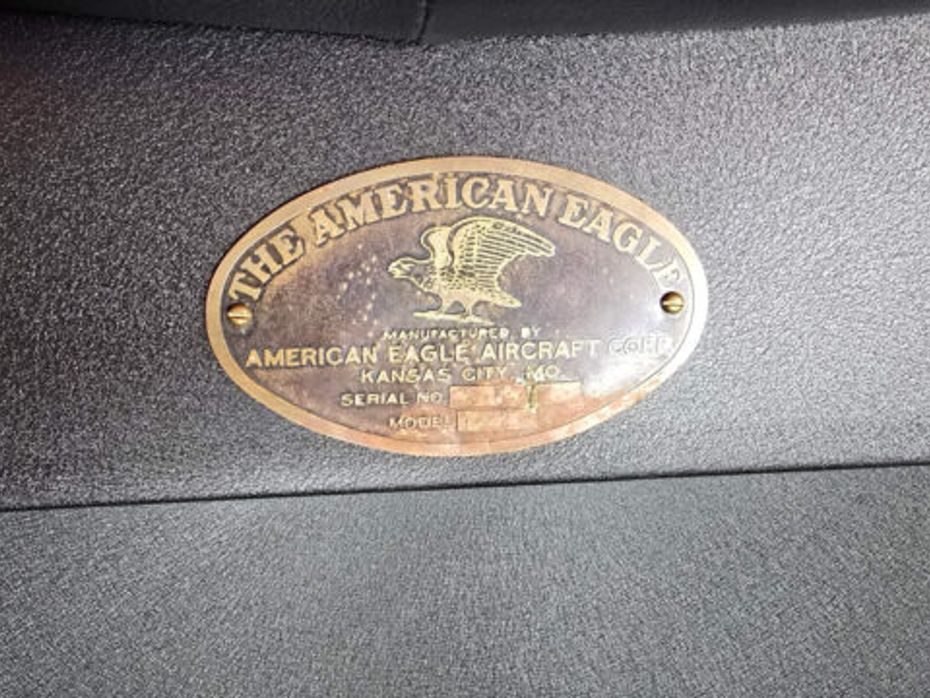 THE AMERICAN EAGLE
MANUFACTURED BY
AMERICAN EAGLE AIRCRAFT CORP.
KANSAS CITY, MO.
SERIAL NO.
MODEL